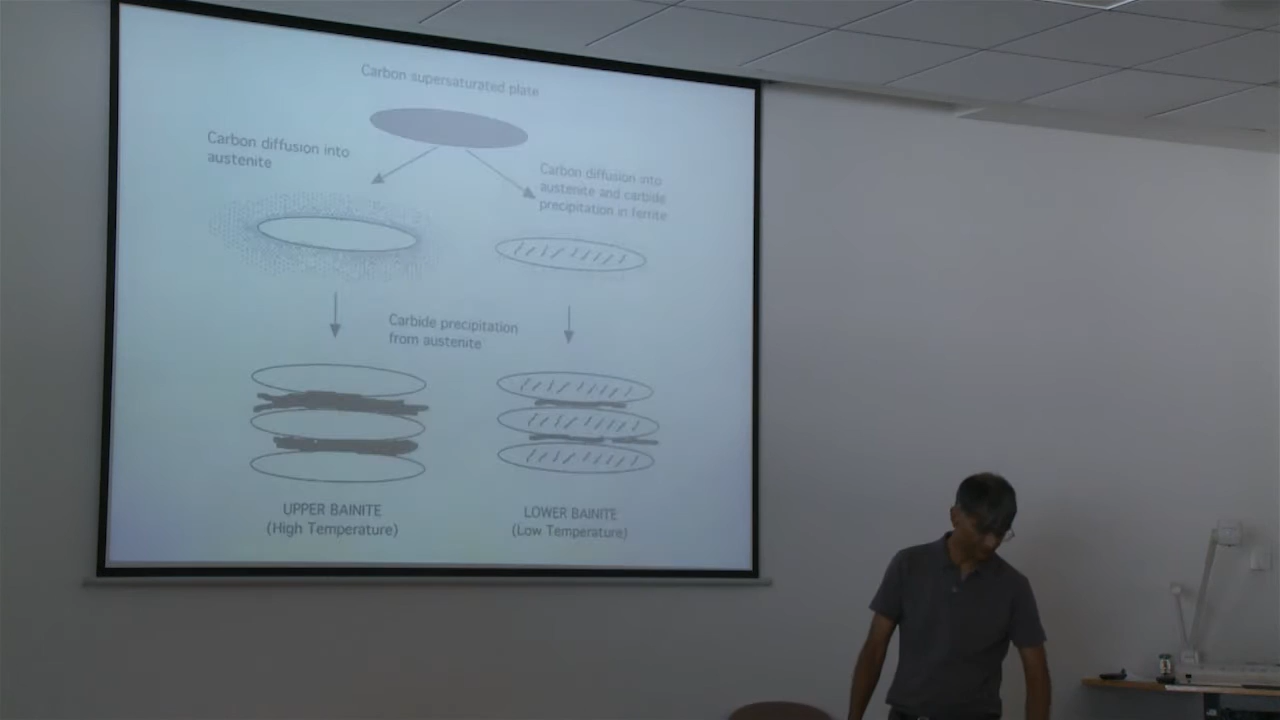 Carbon supersaturated plate
Carbon diffusion into
austenite
Carbon diffusion into
austenite and carbide
precipitation in ferrite
Carbide precipitation
from austenite
UPPER BAINITE
(High Temperature)
LOWER BAINITE
(Low Temperature)